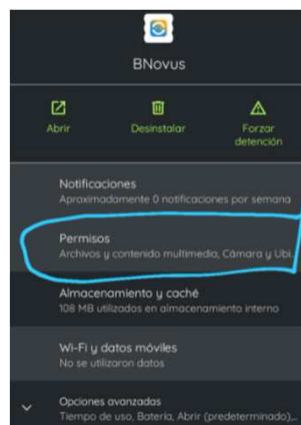 BNovus
Abrir
Desinstalar
Forzar
detención
Notificaciones
Aproximadamente 0 notificaciones por semana
Permisos
Archivos y contenido multimedia, Cámara y Ubi.
Almacenamiento y caché
108 MB utilizados en almacenamiento interno
Wi-Fi y datos móviles
No se utilizaron datos
Opciones avanzadas
Tiempo de uso, Batería, Abrir (predeterminado),...